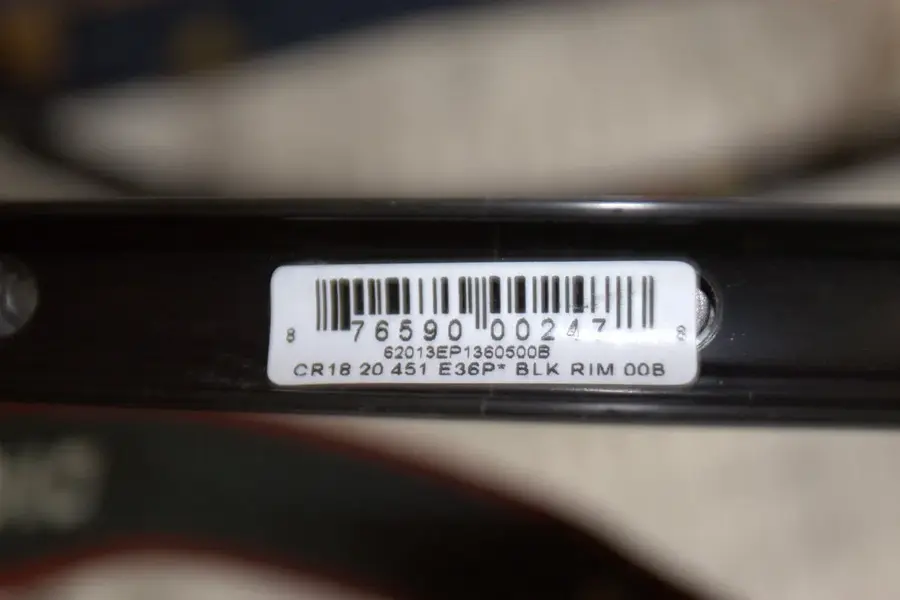 8 76590 00247 8
62013EP1360500B
CR18 20 451 E36P* BLK RIM 00B